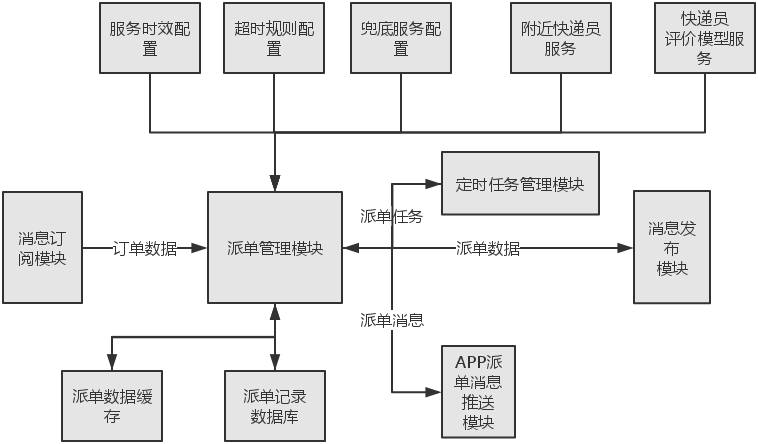 服务时效配
置
超时规则配
置
兜底服务配
置
附近快递员
服务
快递员
评价模型服
务
定时任务管理模块
派单任务
消息订
阅模块
订单数据
派单管理模块
派单数据
消息发
布
模块
派单消息
派单数据缓
存
派单记录
数据库
APP派
单消息
推送
模块